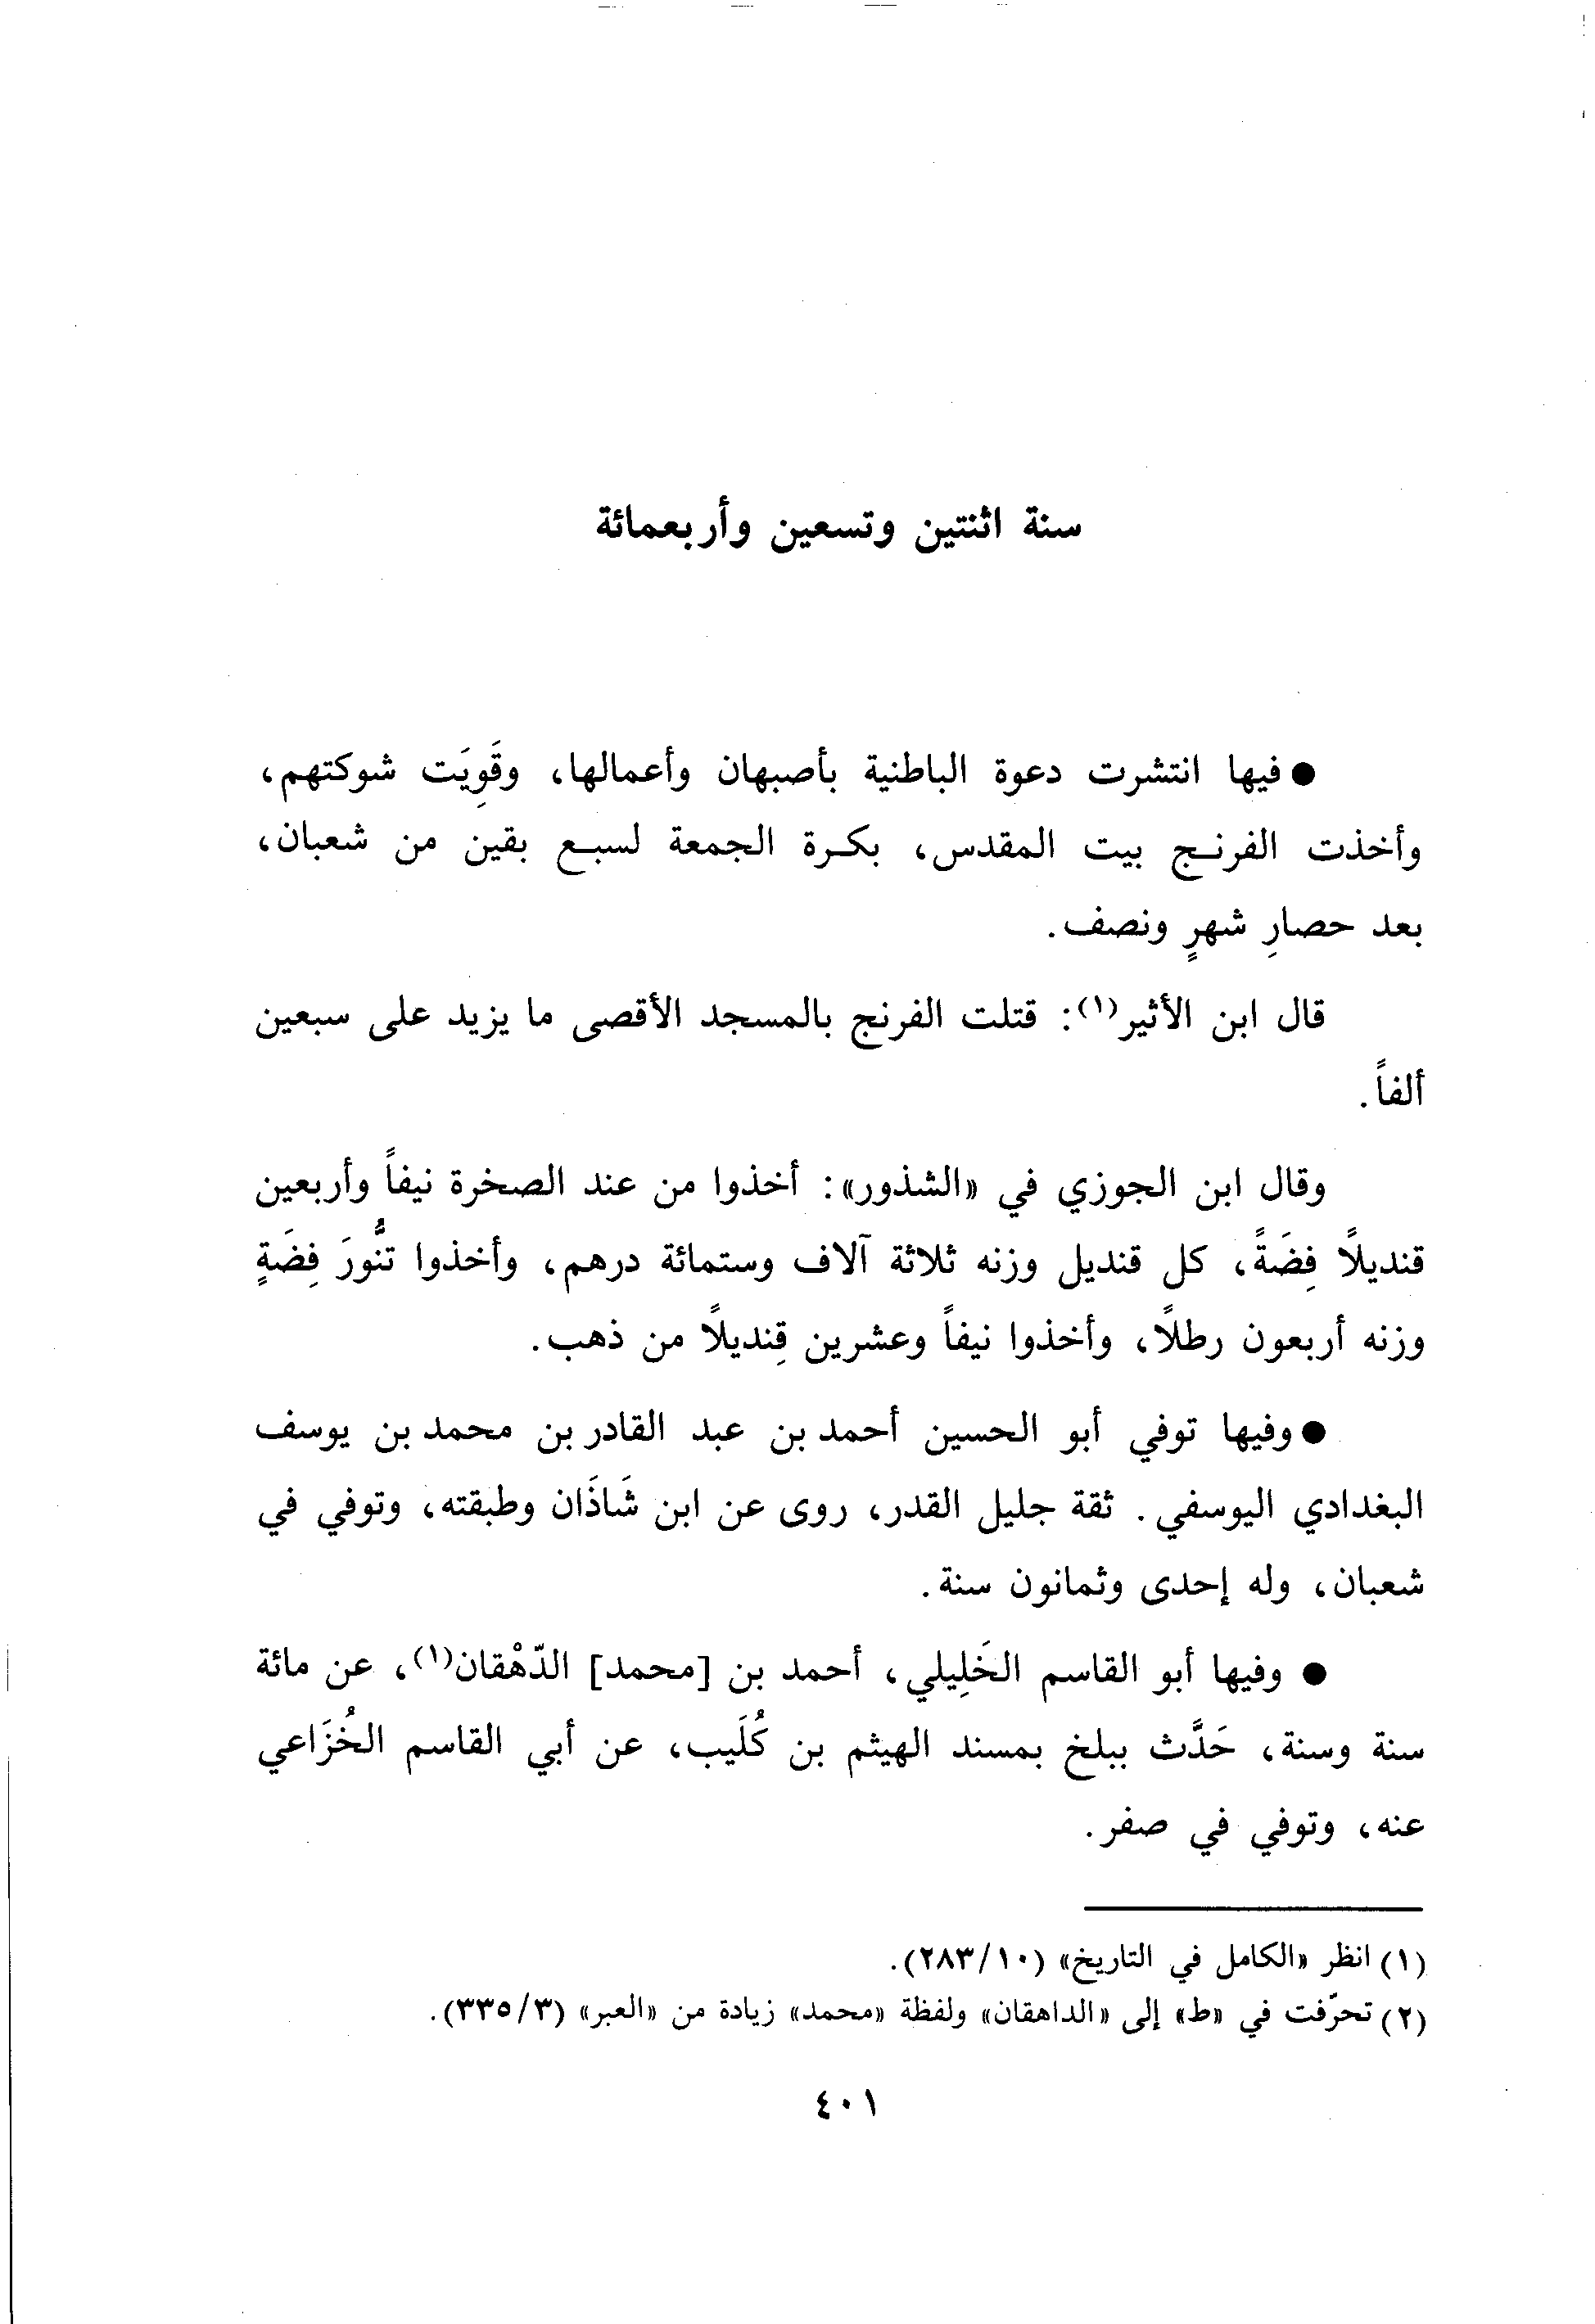 سنة اثنتين وتسعين وأربعمائة
● فيها انتشرت دعوة الباطنية بأصبهان وأعمالها، وقَوِيَت شوكتهم،
وأخذت الفرنـج بيت المقدس، بكـرة الجمعة لسبـع بقين من شعبان،
بعد حصارِ شهرٍ ونصف.
قال ابن الأثير(١): قتلت الفرنج بالمسجد الأقصى ما يزيد على سبعين
ألفاً.
وقال ابن الجوزي في «الشذور»: أخذوا من عند الصخرة نيفاً وأربعين
قنديلاً فِضَةً، كل قنديل وزنه ثلاثة آلاف وستمائة درهم، وأخذوا تنُّورَ فِضَةٍ
وزنه أربعون رطلاً، وأخذوا نيفاً وعشرين قِنديلاً من ذهب.
● وفيها توفي أبو الحسين أحمد بن عبد القادر بن محمد بن يوسف
البغدادي اليوسفي. ثقة جليل القدر، روى عن ابن شَاذَان وطبقته، وتوفي في
شعبان، وله إحدى وثمانون سنة.
● وفيها أبو القاسم الخَلِيلي، أحمد بن [محمد] الدّهْقان(١)، عن مائة
سنة وسنة، حَدَّث ببلخ بمسند الهيثم بن كُلَيب، عن أبي القاسم الخُزَاعي
عنه، وتوفي في صفر.
(١) انظر «الكامل في التاريخ» (١٠/٢٨٣).
(٢) تحرّفت في «ط» إلى «الداهقان» ولفظة «محمد» زيادة من «العبر» (٣/٣٣٥).
٤٠١